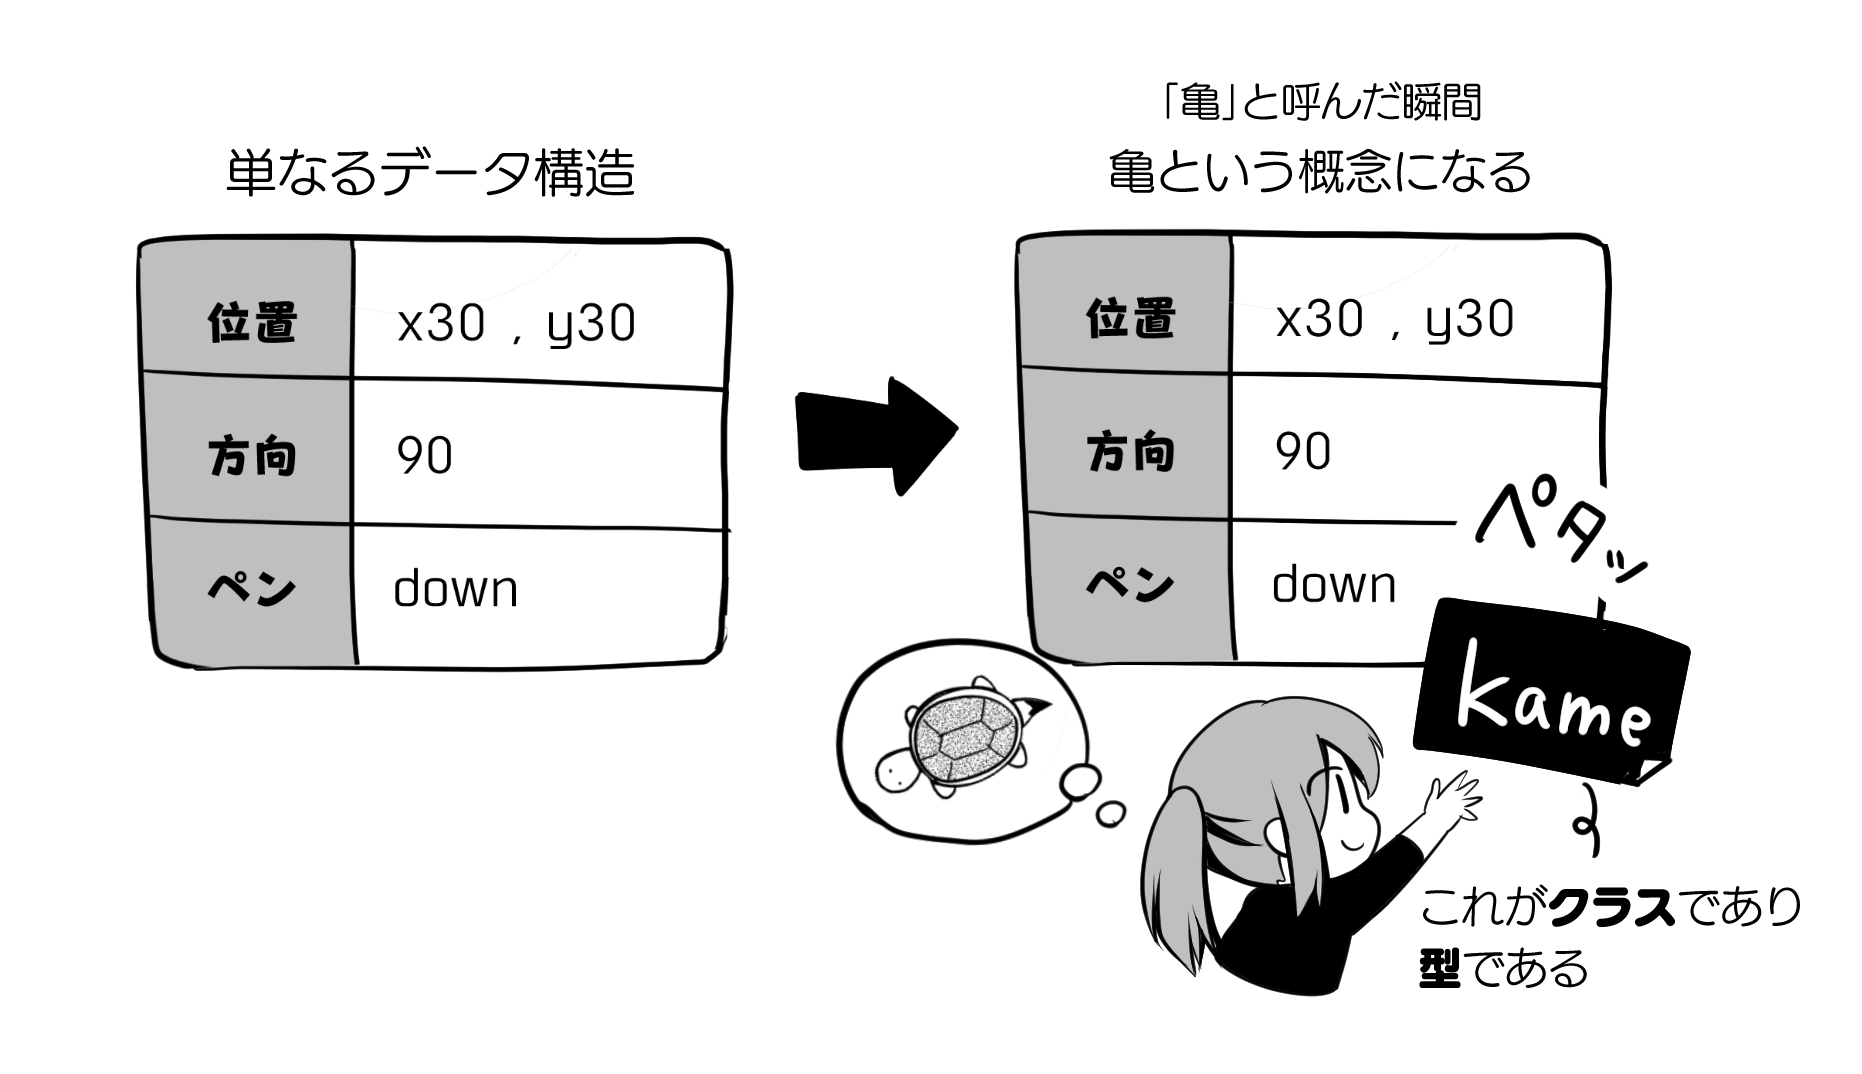 単なるデータ構造
位置 x30 , y30
方向 90
ペン down
「亀」と呼んだ瞬間
亀という概念になる
位置 x30 , y30
方向 90
ペン down
ペタッ
kame
これがクラスであり
型である